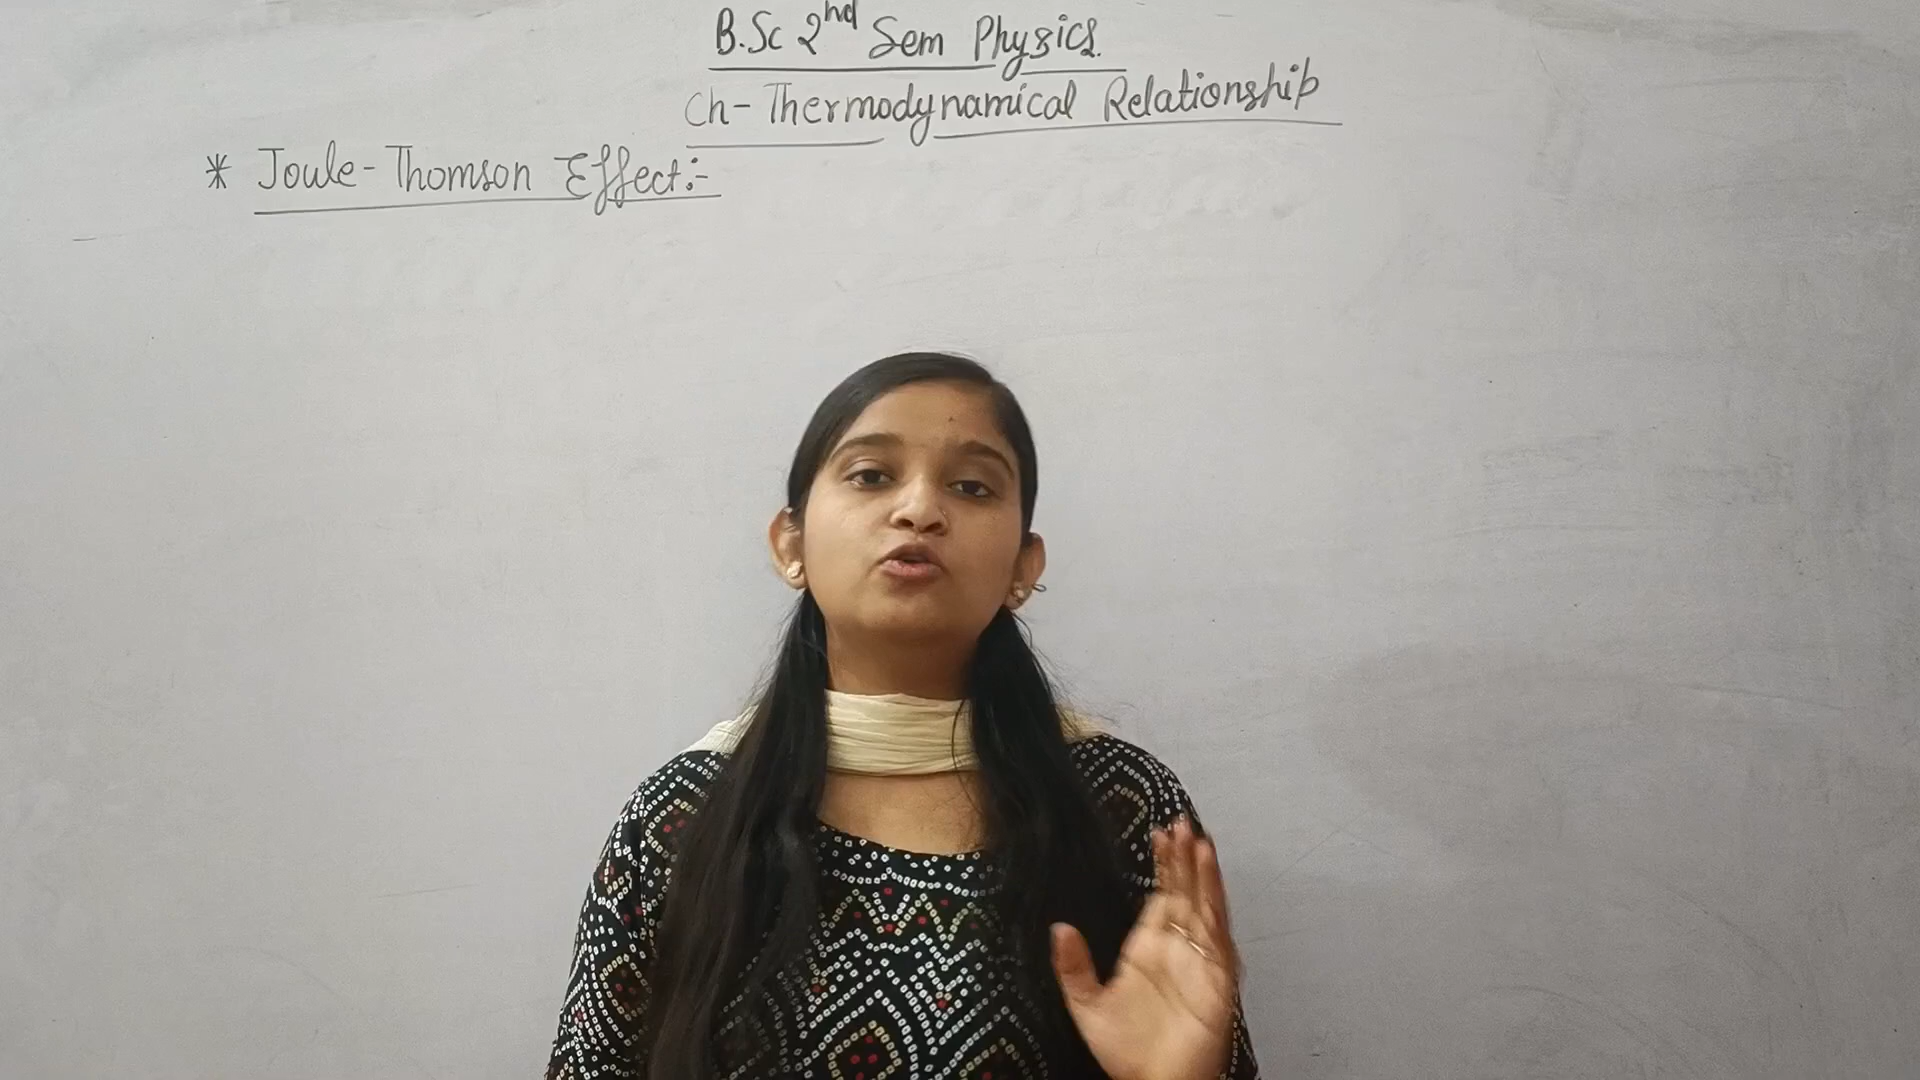 B.Sc 2nd Sem Physics.
Ch- Thermodynamical Relationship
* Joule-Thomson Effect:-